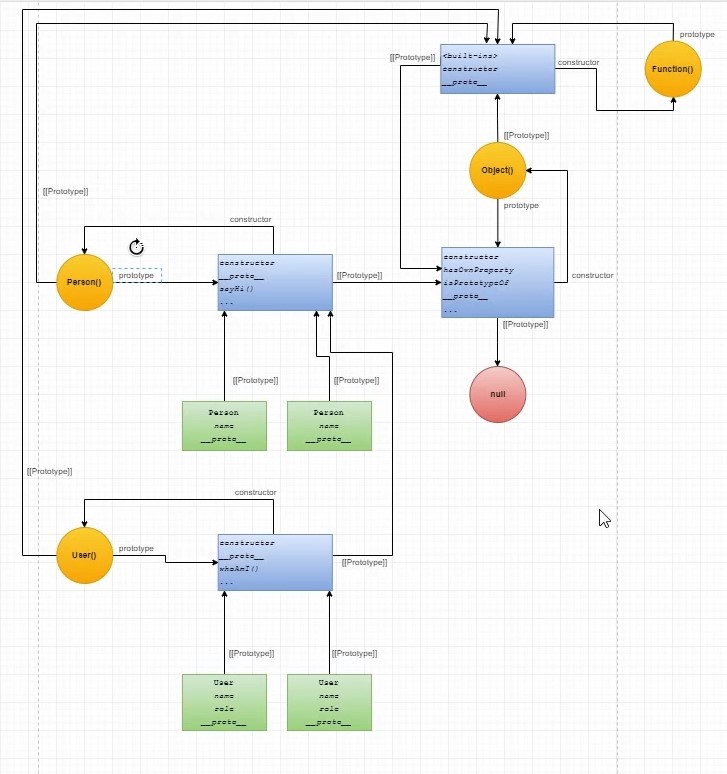 prototype
[[Prototype]]
<built-ins>
constructor
__proto__
constructor
Function()
[[Prototype]]
Object()
[[Prototype]]
prototype
constructor
Person()
prototype
constructor
__proto__
sayHi()
...
[[Prototype]]
constructor
hasOwnProperty
isPrototypeOf
__proto__
...
constructor
[[Prototype]]
null
[[Prototype]]
[[Prototype]]
Person
name
__proto__
Person
name
__proto__
[[Prototype]]
constructor
User()
prototype
constructor
__proto__
whoAmI()
...
[[Prototype]]
[[Prototype]]
[[Prototype]]
User
name
role
__proto__
User
name
role
__proto__